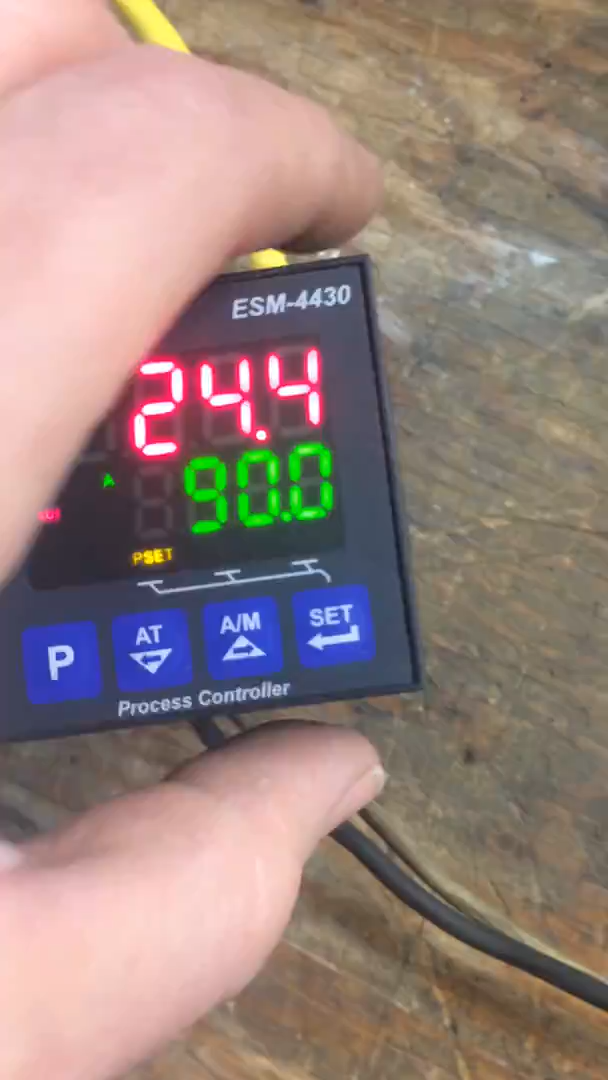 ESM-4430
24.4
A
90.0
PSET
P
AT
A/M
SET
Process Controller